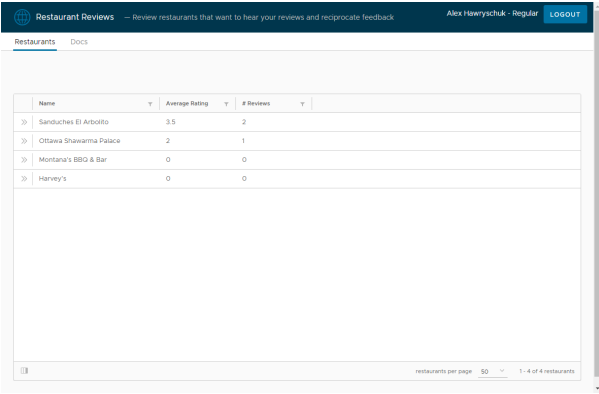 Restaurant Reviews — Review restaurants that want to hear your reviews and reciprocate feedback Alex Hawryschuk - Regular LOGOUT
Restaurants Docs
Name Average Rating # Reviews
Sanduches El Arbolito 3.5 2
Ottawa Shawarma Palace 2 1
Montana's BBQ & Bar 0 0
Harvey's 0 0
restaurants per page 50 1 - 4 of 4 restaurants